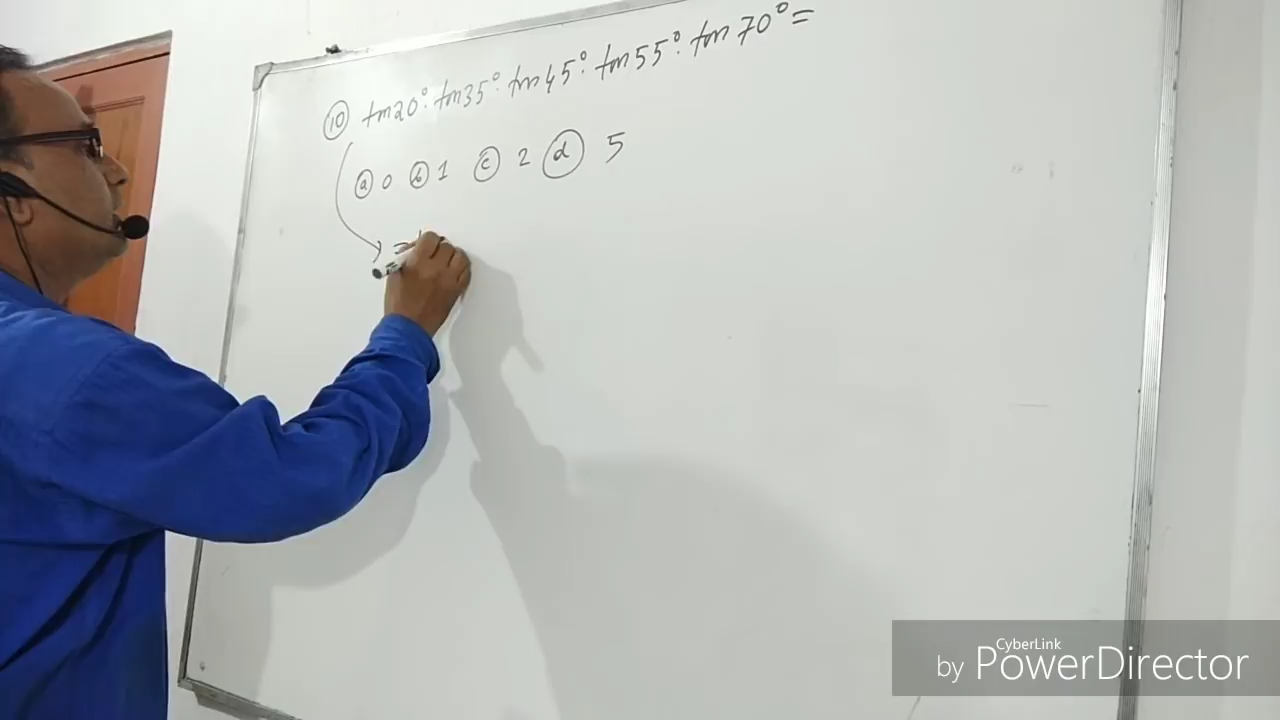 10 tan20°. tan35°. tan45°. tan55°. tan70° =
a 0 b 1 c 2 d 5
=
CyberLink
by PowerDirector